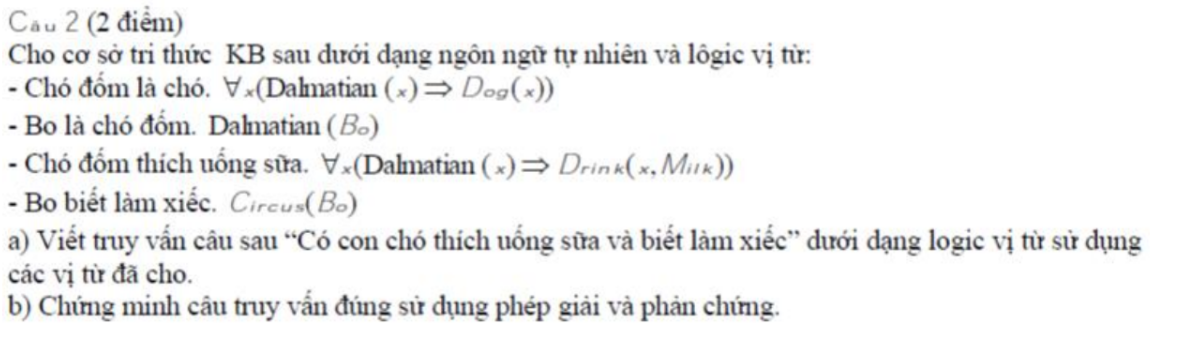 Câu 2 (2 điểm)
Cho cơ sở tri thức KB sau dưới dạng ngôn ngữ tự nhiên và lôgic vị từ:
- Chó đốm là chó. ∀x(Dalmatian (x)⇒ Dog(x))
- Bo là chó đốm. Dalmatian (Bo)
- Chó đốm thích uống sữa. ∀x(Dalmatian (x)⇒ Drink(x, Milk))
- Bo biết làm xiếc. Circus(Bo)
a) Viết truy vấn câu sau “Có con chó thích uống sữa và biết làm xiếc” dưới dạng logic vị từ sử dụng
các vị từ đã cho.
b) Chứng minh câu truy vấn đúng sử dụng phép giải và phản chứng.